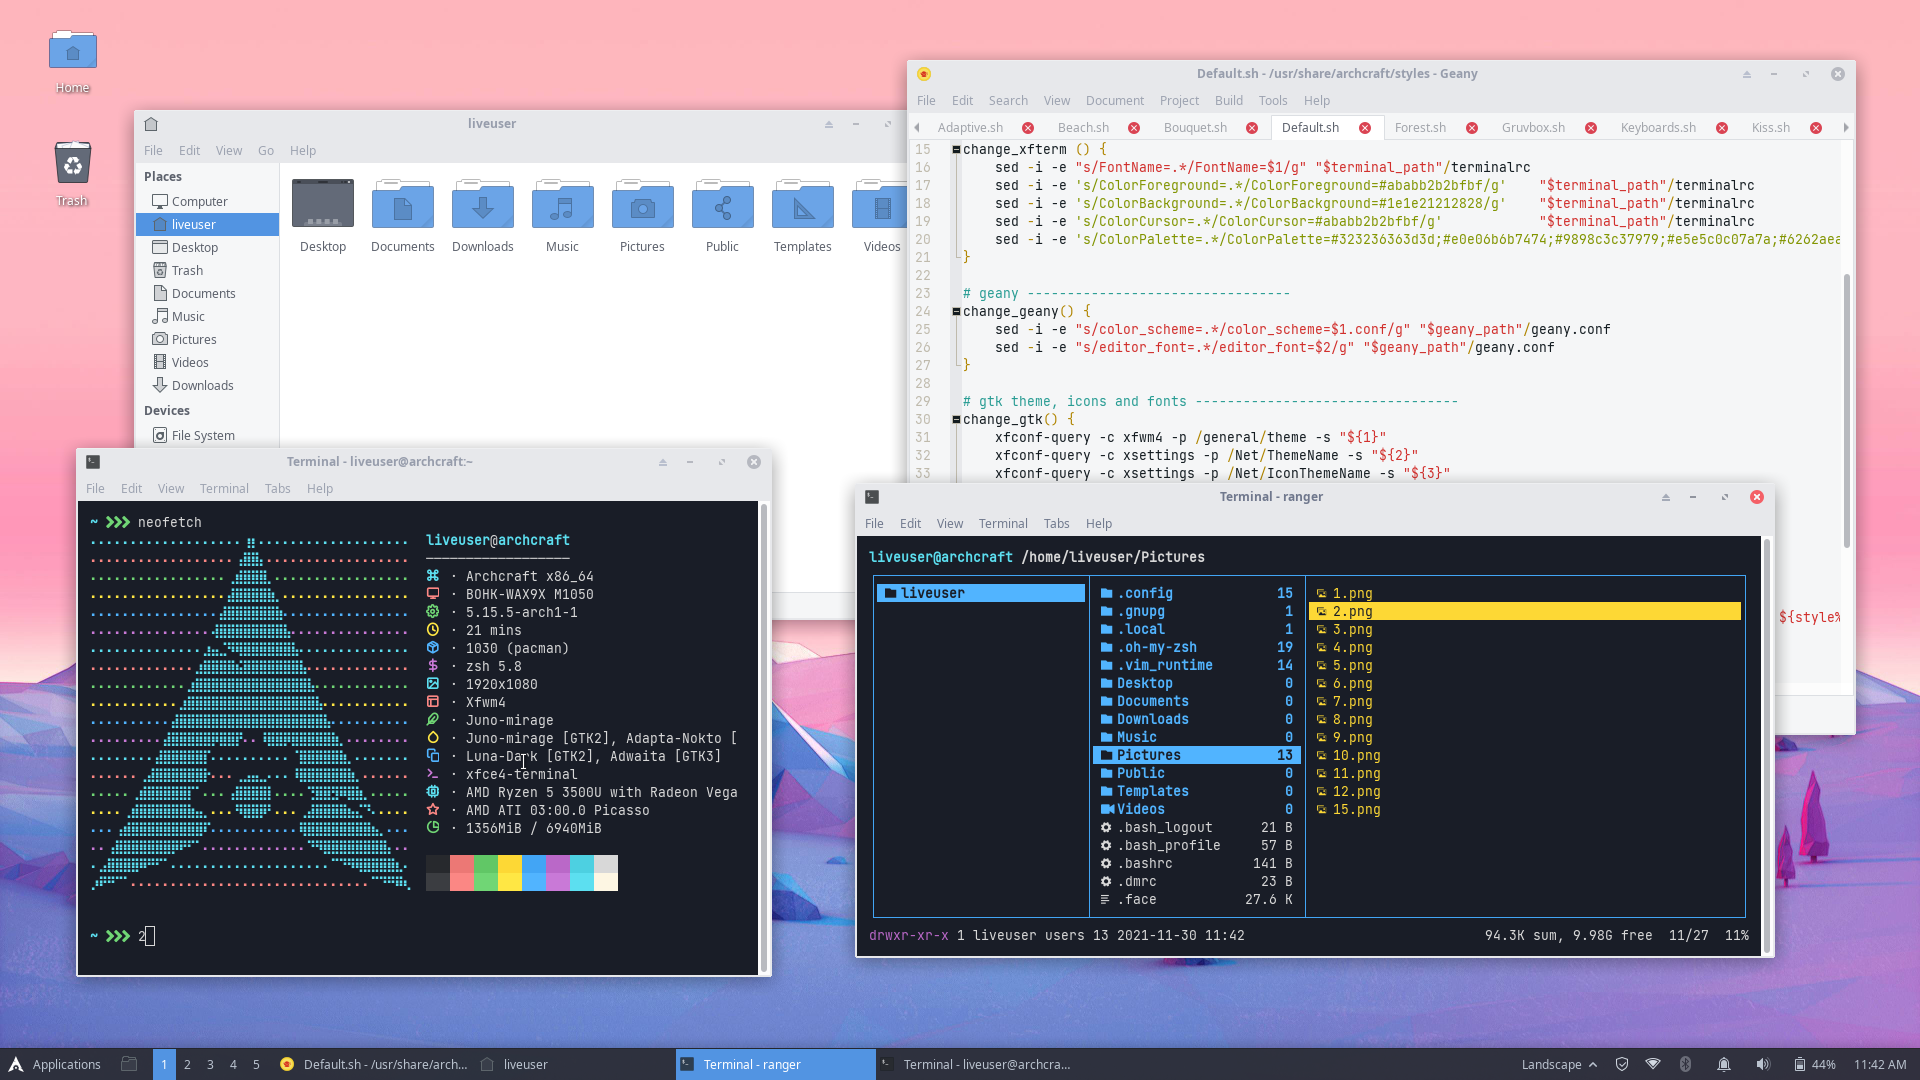 Home
Trash
liveuser
File Edit View Go Help
Places
Computer
liveuser
Desktop
Trash
Documents
Music
Pictures
Videos
Downloads
Devices
File System
Desktop Documents Downloads Music Pictures Public Templates Videos
Default.sh - /usr/share/archcraft/styles - Geany
File Edit Search View Document Project Build Tools Help
Adaptive.sh Beach.sh Bouquet.sh Default.sh Forest.sh Gruvbox.sh Keyboards.sh Kiss.sh
15 change_xfterm () {
16 sed -i -e "s/FontName=.*/FontName=$1/g" "$terminal_path"/terminalrc
17 sed -i -e 's/ColorForeground=.*/ColorForeground=#ababb2b2bfbf/g' "$terminal_path"/terminalrc
18 sed -i -e 's/ColorBackground=.*/ColorBackground=#1e1e21212828/g' "$terminal_path"/terminalrc
19 sed -i -e 's/ColorCursor=.*/ColorCursor=#ababb2b2bfbf/g' "$terminal_path"/terminalrc
20 sed -i -e 's/ColorPalette=.*/ColorPalette=#323236363d3d;#e0e06b6b7474;#9898c3c37979;#e5e5c0c07a7a;#6262aea
21 }
22
23 # geany ---------------------------------
24 change_geany() {
25 sed -i -e "s/color_scheme=.*/color_scheme=$1.conf/g" "$geany_path"/geany.conf
26 sed -i -e "s/editor_font=.*/editor_font=$2/g" "$geany_path"/geany.conf
27 }
28
29 # gtk theme, icons and fonts ---------------------------------
30 change_gtk() {
31 xfconf-query -c xfwm4 -p /general/theme -s "${1}"
32 xfconf-query -c xsettings -p /Net/ThemeName -s "${2}"
33 xfconf-query -c xsettings -p /Net/IconThemeName -s "${3}"
${style%
Terminal - liveuser@archcraft:~
File Edit View Terminal Tabs Help
~ neofetch
liveuser@archcraft
------------------
· Archcraft x86_64
· BOHK-WAX9X M1050
· 5.15.5-arch1-1
· 21 mins
· 1030 (pacman)
· zsh 5.8
· 1920x1080
· Xfwm4
· Juno-mirage
· Juno-mirage [GTK2], Adapta-Nokto [
· Luna-Dark [GTK2], Adwaita [GTK3]
· xfce4-terminal
· AMD Ryzen 5 3500U with Radeon Vega
· AMD ATI 03:00.0 Picasso
· 1356MiB / 6940MiB
~ 2
Terminal - ranger
File Edit View Terminal Tabs Help
liveuser@archcraft /home/liveuser/Pictures
liveuser
.config 15
.gnupg 1
.local 1
.oh-my-zsh 19
.vim_runtime 14
Desktop 0
Documents 0
Downloads 0
Music 0
Pictures 13
Public 0
Templates 0
Videos 0
.bash_logout 21 B
.bash_profile 57 B
.bashrc 141 B
.dmrc 23 B
.face 27.6 K
1.png
2.png
3.png
4.png
5.png
6.png
7.png
8.png
9.png
10.png
11.png
12.png
15.png
drwxr-xr-x 1 liveuser users 13 2021-11-30 11:42 94.3K sum, 9.98G free 11/27 11%
Applications 1 2 3 4 5 Default.sh - /usr/share/arch... liveuser Terminal - ranger Terminal - liveuser@archcra... Landscape 44% 11:42 AM